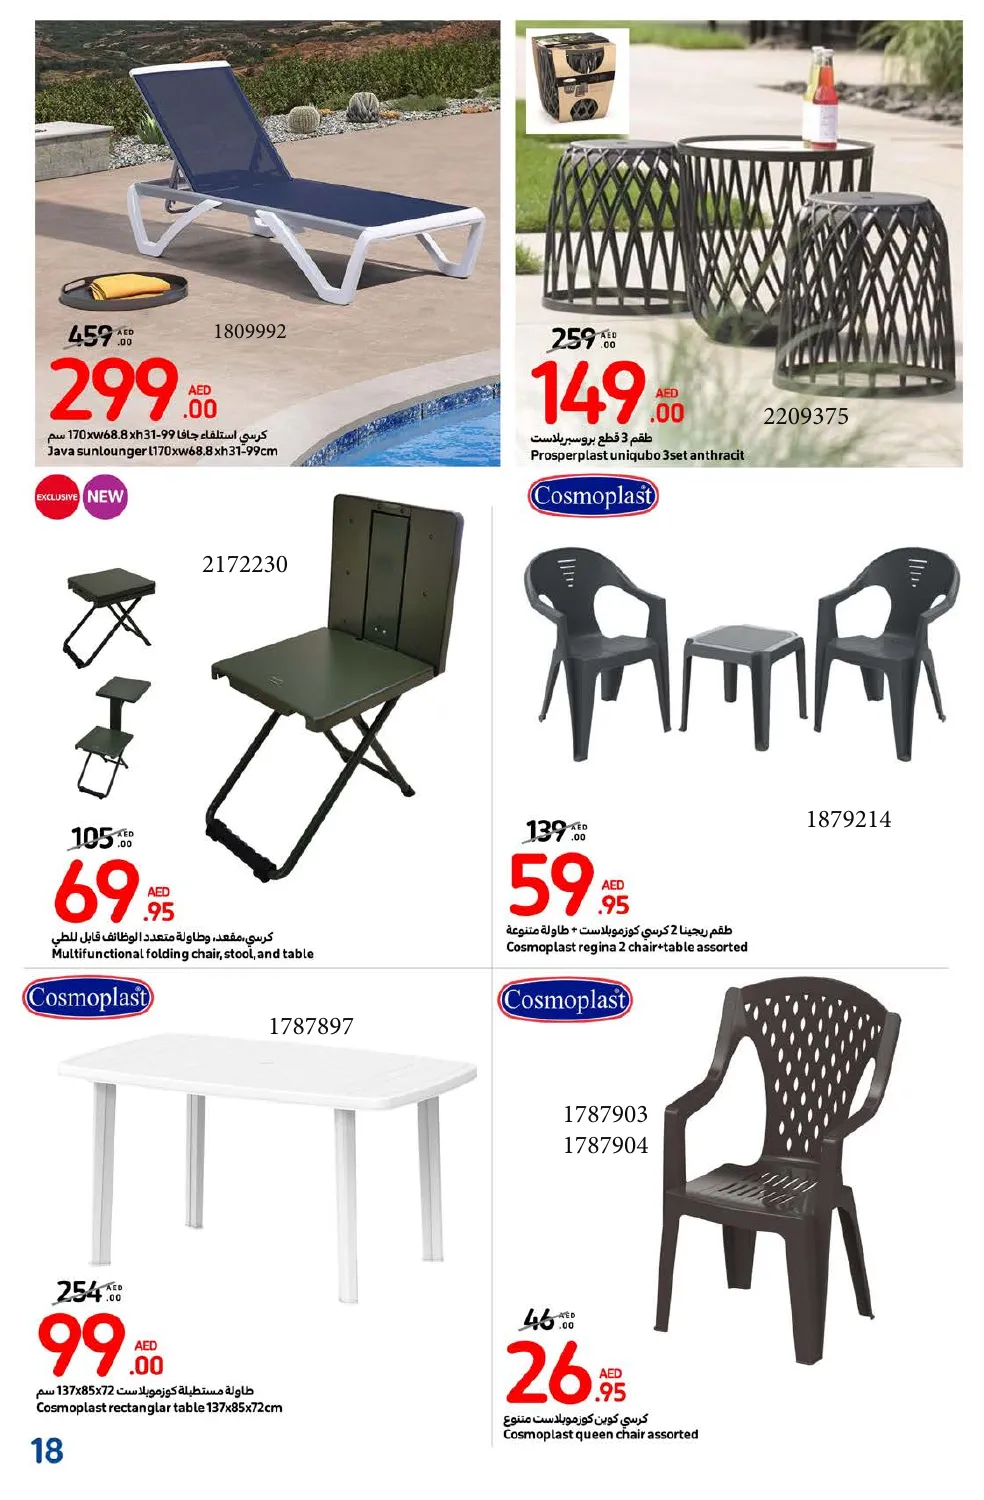 459 AED .00
1809992
299 AED .00
كرسي استلقاء جافا 170xw68.8xh31-99 سم
Java sunlounger l170xw68.8xh31-99cm
259 AED .00
149 AED .00
2209375
طقم 3 قطع بروسبربلاست
Prosperplast uniqubo 3set anthracit
EXCLUSIVE NEW
2172230
105 AED .00
69 AED .95
كرسي،مقعد، وطاولة متعدد الوظائف قابل للطي
Multifunctional folding chair, stool, and table
Cosmoplast®
1879214
139 AED .00
59 AED .95
طقم ريجينا 2 كرسي كوزموبلاست + طاولة متنوعة
Cosmoplast regina 2 chair+table assorted
Cosmoplast®
1787897
254 AED .00
99 AED .00
طاولة مستطيلة كوزموبلاست 137x85x72 سم
Cosmoplast rectanglar table 137x85x72cm
Cosmoplast®
1787903
1787904
46 AED .00
26 AED .95
كرسي كوين كوزموبلاست متنوع
Cosmoplast queen chair assorted
18